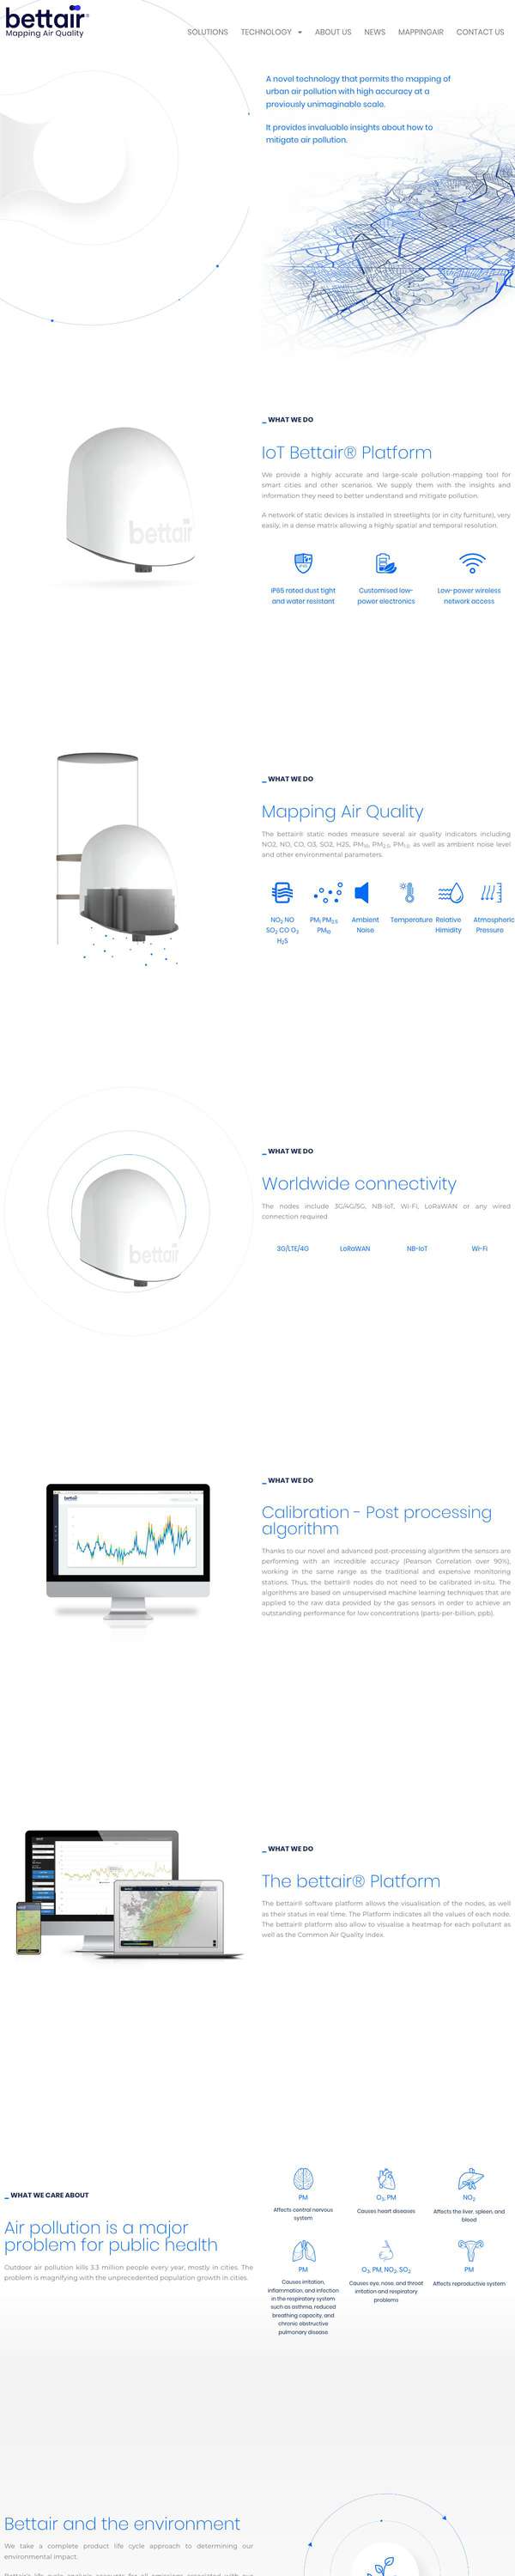 bettair®
Mapping Air Quality
SOLUTIONS TECHNOLOGY ABOUT US NEWS MAPPINGAIR CONTACT US
A novel technology that permits the mapping of
urban air pollution with high accuracy at a
previously unimaginable scale.
It provides invaluable insights about how to
mitigate air pollution.
_ WHAT WE DO
IoT Bettair® Platform
We provide a highly accurate and large-scale pollution-mapping tool for
smart cities and other scenarios. We supply them with the insights and
information they need to better understand and mitigate pollution.
A network of static devices is installed in streetlights (or in city furniture), very
easily, in a dense matrix allowing a highly spatial and temporal resolution.
bettair
IP65 rated dust tight
and water resistant
Customised low-
power electronics
Low-power wireless
network access
_ WHAT WE DO
Mapping Air Quality
The bettair® static nodes measure several air quality indicators including
NO2, NO, CO, O3, SO2, H2S, PM10, PM2.5, PM1.0, as well as ambient noise level
and other environmental parameters.
NO2 NO
SO2 CO O3
H2S
PM1 PM2.5
PM10
Ambient
Noise
Temperature
Relative
Himidity
Atmospheric
Pressure
_ WHAT WE DO
Worldwide connectivity
The nodes include 3G/4G/5G, NB-IoT, Wi-Fi, LoRaWAN or any wired
connection required
bettair
3G/LTE/4G LoRaWAN NB-IoT Wi-Fi
_ WHAT WE DO
Calibration - Post processing
algorithm
Thanks to our novel and advanced post-processing algorithm the sensors are
performing with an incredible accuracy (Pearson Correlation over 90%),
working in the same range as the traditional and expensive monitoring
stations. Thus, the bettair® nodes do not need to be calibrated in-situ. The
algorithms are based on unsupervised machine learning techniques that are
applied to the raw data provided by the gas sensors in order to achieve an
outstanding performance for low concentrations (parts-per-billion, ppb).
bettair
_ WHAT WE DO
The bettair® Platform
The bettair® software platform allows the visualisation of the nodes, as well
as their status in real time. The Platform indicates all the values of each node.
The bettair® platform also allow to visualise a heatmap for each pollutant as
well as the Common Air Quality Index.
_ WHAT WE CARE ABOUT
Air pollution is a major
problem for public health
Outdoor air pollution kills 3.3 million people every year, mostly in cities. The
problem is magnifying with the unprecedented population growth in cities.
PM
Affects central nervous
system
O3, PM
Causes heart diseases
NO2
Affects the liver, spleen, and
blood
PM
Causes irritation,
inflammation, and infection
in the respiratory system
such as asthma, reduced
breathing capacity, and
chronic obstructive
pulmonary disease.
O3, PM, NO2, SO2
Causes eye, nose, and throat
irritation and respiratory
problems
PM
Affects reproductive system
Bettair and the environment
We take a complete product life cycle approach to determining our
environmental impact.